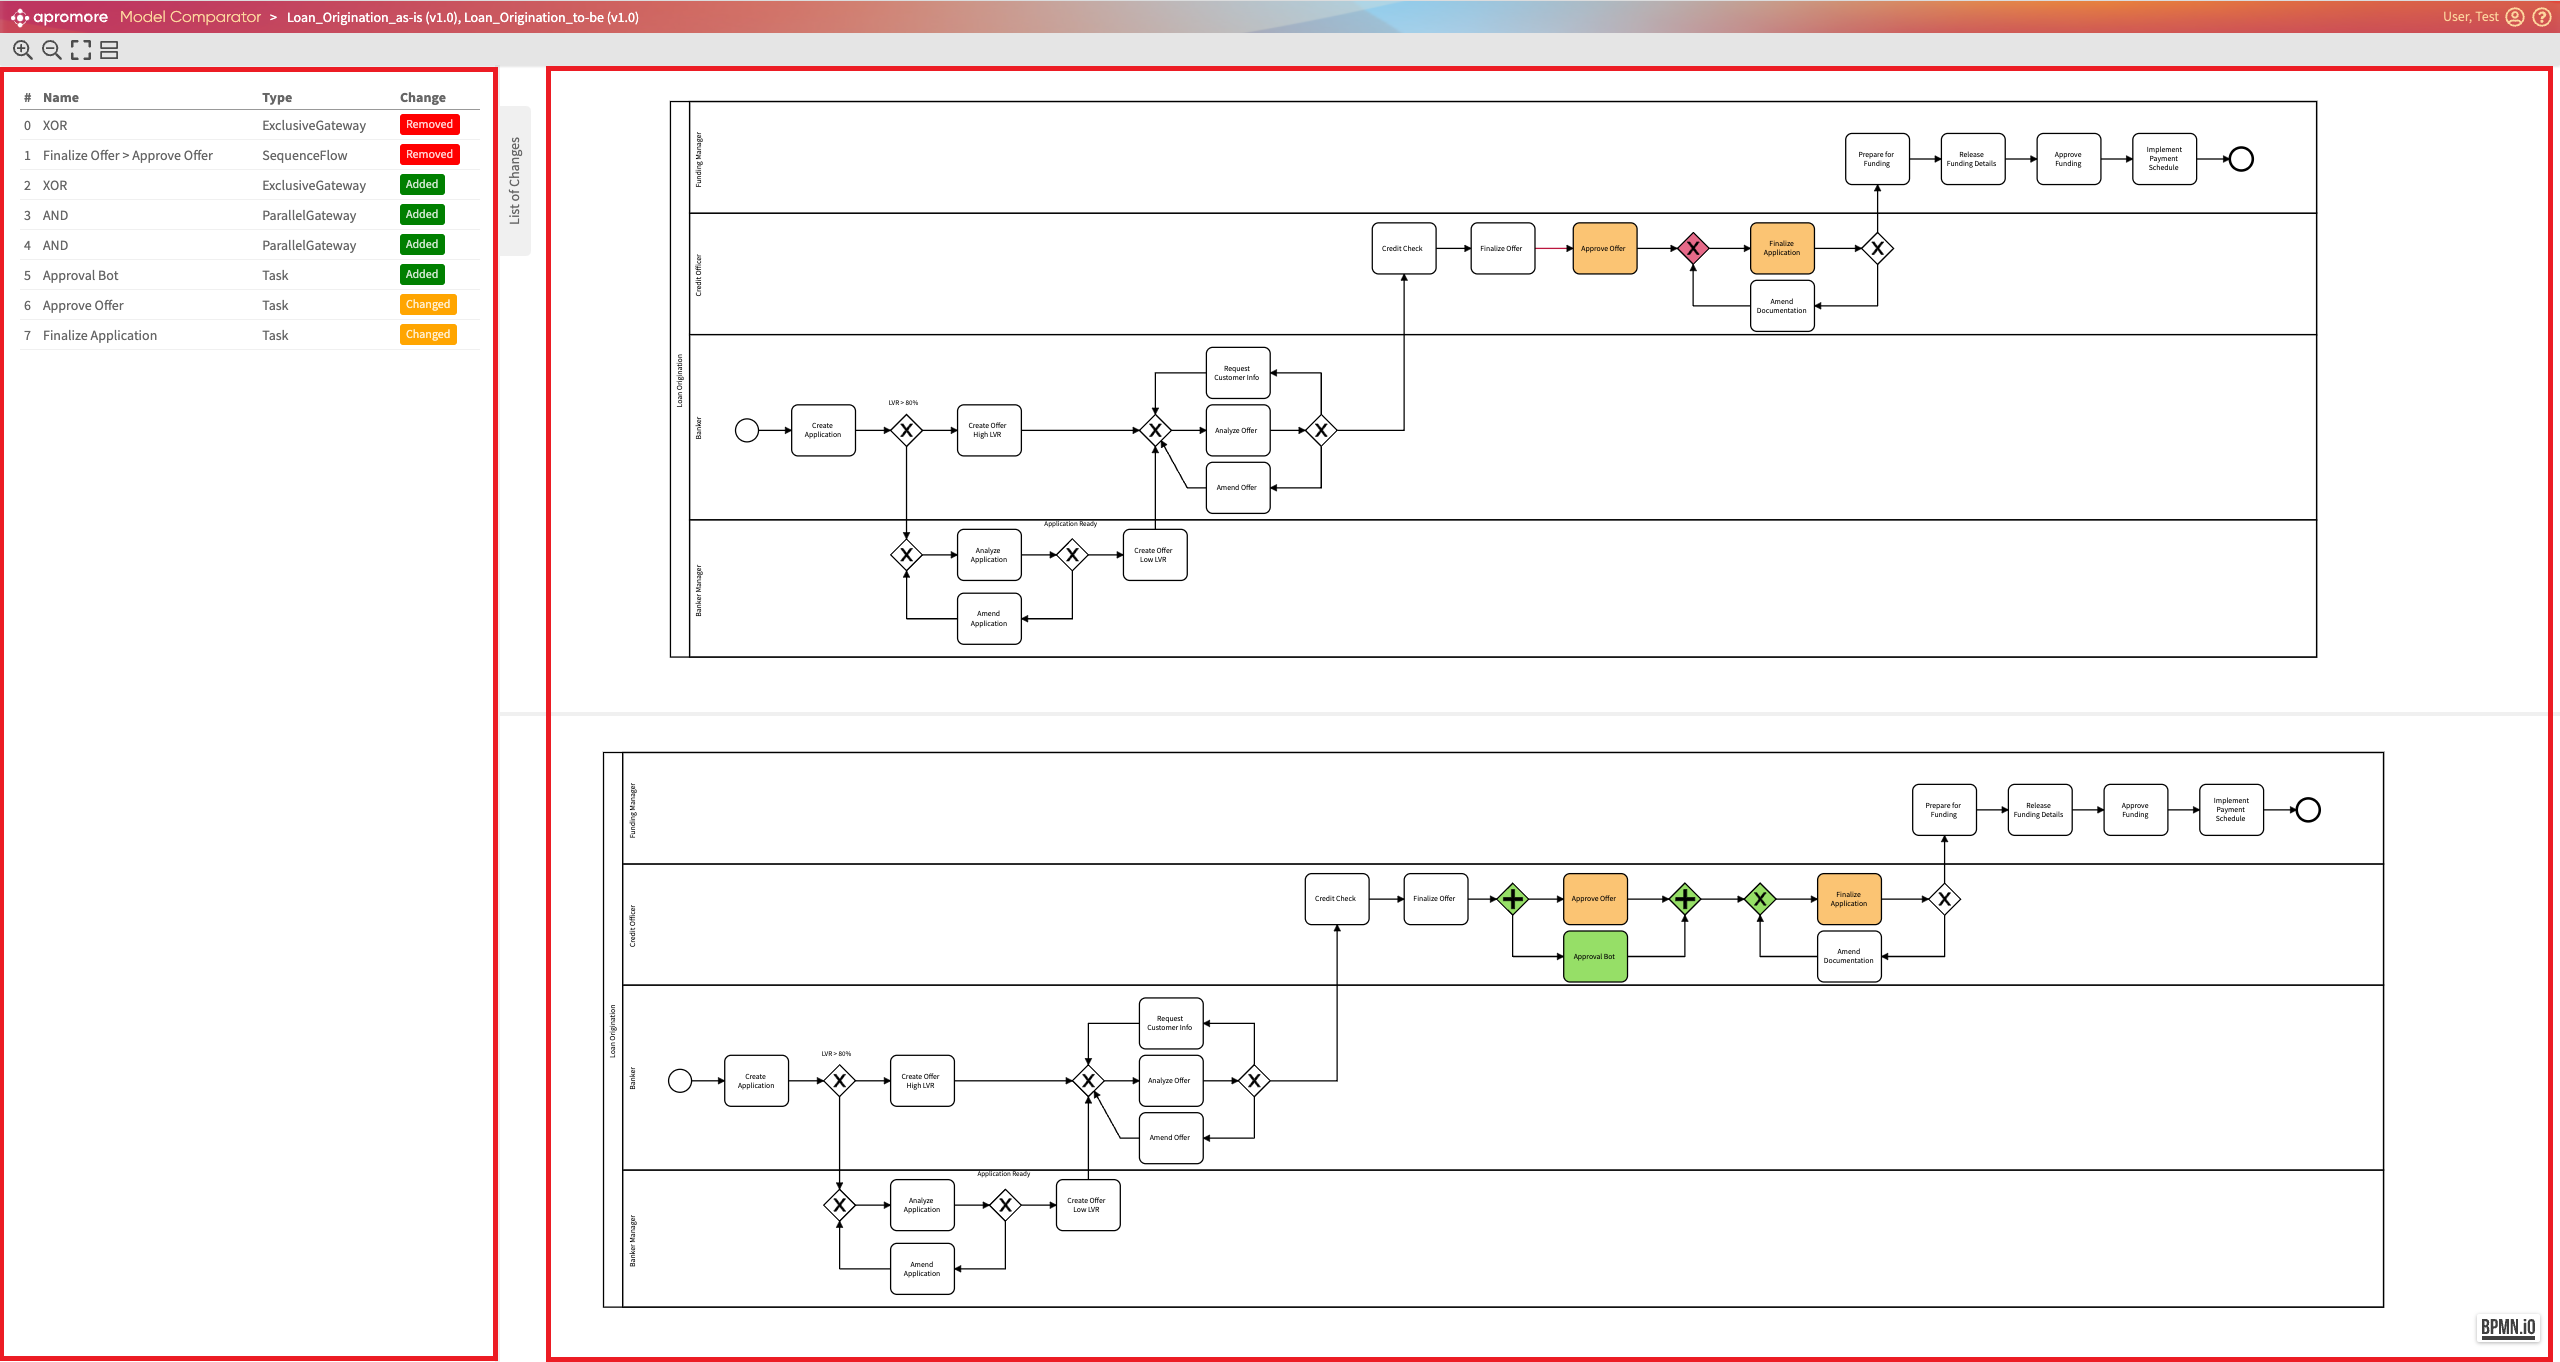 apromore Model Comparator > Loan_Origination_as-is (v1.0), Loan_Origination_to-be (v1.0)
User, Test
# Name Type Change
0 XOR ExclusiveGateway Removed
1 Finalize Offer > Approve Offer SequenceFlow Removed
2 XOR ExclusiveGateway Added
3 AND ParallelGateway Added
4 AND ParallelGateway Added
5 Approval Bot Task Added
6 Approve Offer Task Changed
7 Finalize Application Task Changed
List of Changes
Loan Origination
Funding Manager
Prepare for
Funding
Release
Funding Details
Approve
Funding
Implement
Payment
Schedule
Credit Officer
Credit Check
Finalize Offer
Approve Offer
Finalize
Application
Amend
Documentation
Banker
Create
Application
LVR > 80%
Create Offer
High LVR
Request
Customer Info
Analyze Offer
Amend Offer
Banker Manager
Analyze
Application
Application Ready
Create Offer
Low LVR
Amend
Application
Loan Origination
Funding Manager
Prepare for
Funding
Release
Funding Details
Approve
Funding
Implement
Payment
Schedule
Credit Officer
Credit Check
Finalize Offer
Approve Offer
Approval Bot
Finalize
Application
Amend
Documentation
Banker
Create
Application
LVR > 80%
Create Offer
High LVR
Request
Customer Info
Analyze Offer
Amend Offer
Banker Manager
Analyze
Application
Application Ready
Create Offer
Low LVR
Amend
Application
BPMN.iO